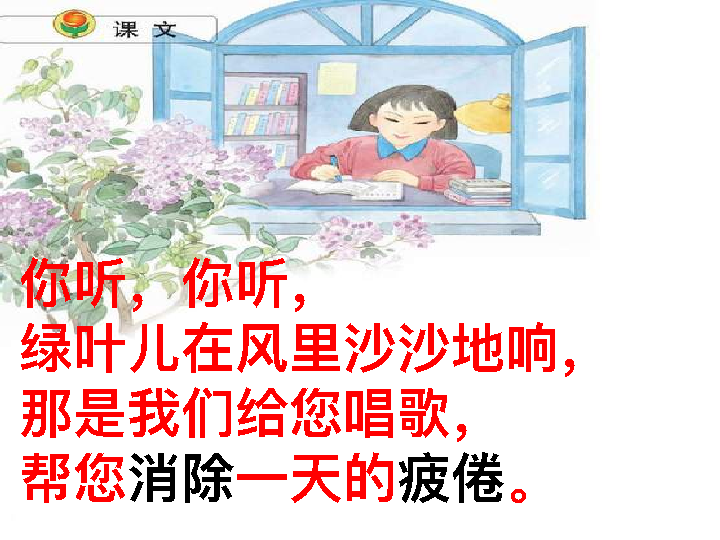 课 文
你听，你听，
绿叶儿在风里沙沙地响，
那是我们给您唱歌，
帮您消除一天的疲倦。